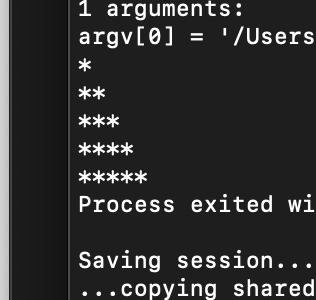 1 arguments:
argv[0] = '/Users
*
**
***
****
*****
Process exited wi

Saving session...
...copying shared